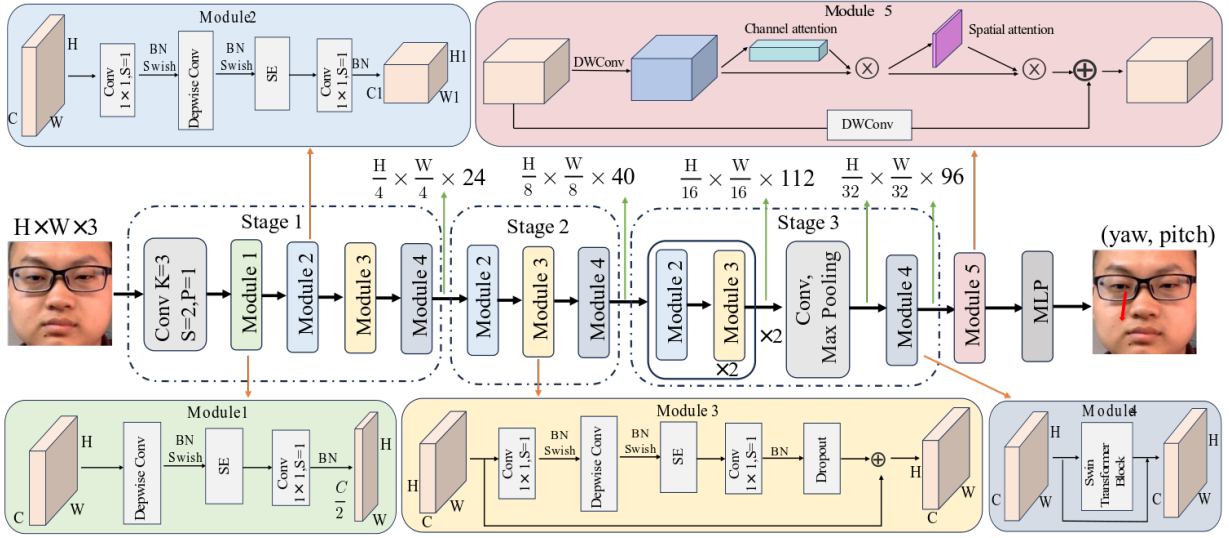 Module2
H
C
W
Conv
1×1,S=1
BN
Swish
Depwise Conv
BN
Swish
SE
Conv
1×1,S=1
BN
C1
H1
W1
Module 5
DWConv
Channel attention
Spatial attention
DWConv
H/4 × W/4 × 24
H/8 × W/8 × 40
H/16 × W/16 × 112
H/32 × W/32 × 96
H×W×3
Stage 1
Conv K=3
S=2,P=1
Module 1
Module 2
Module 3
Module 4
Stage 2
Module 2
Module 3
Module 4
Stage 3
Module 2
Module 3
×2
×2
Conv,
Max Pooling
Module 4
Module 5
MLP
(yaw, pitch)
Module1
H
C
W
Depwise Conv
BN
Swish
SE
Conv
1×1,S=1
BN
C/2
H
W
Module 3
H
C
W
Conv
1×1,S=1
BN
Swish
Depwise Conv
BN
Swish
SE
Conv
1×1,S=1
BN
Dropout
H
C
W
Module4
H
C
W
Swin
Transformer
Block
H
C
W